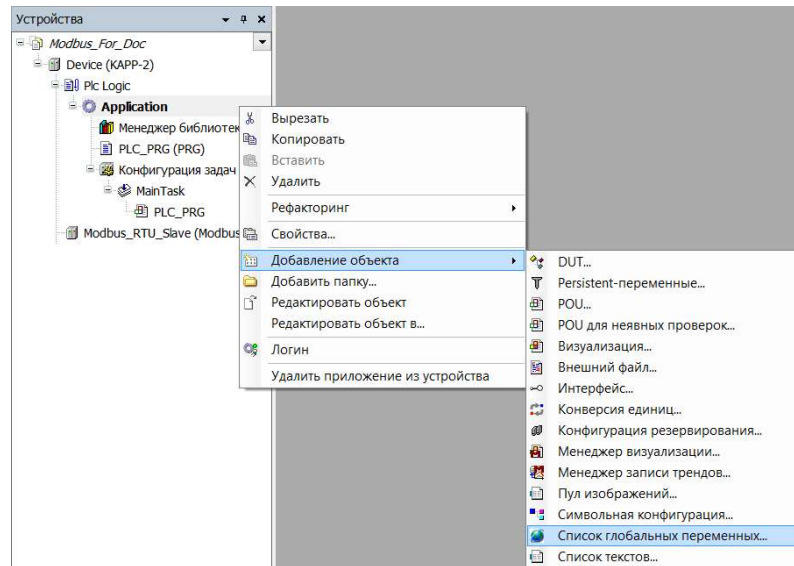 Устройства
Modbus_For_Doc
Device (KAPP-2)
Plc Logic
Application
Менеджер библиотек
PLC_PRG (PRG)
Конфигурация задач
MainTask
PLC_PRG
Modbus_RTU_Slave (Modbus
Вырезать
Копировать
Вставить
Удалить
Рефакторинг
Свойства...
Добавление объекта
Добавить папку...
Редактировать объект
Редактировать объект в...
Логин
Удалить приложение из устройства
DUT...
Persistent-переменные...
POU...
POU для неявных проверок...
Визуализация...
Внешний файл...
Интерфейс...
Конверсия единиц...
Конфигурация резервирования...
Менеджер визуализации...
Менеджер записи трендов...
Пул изображений...
Символьная конфигурация...
Список глобальных переменных...
Список текстов...